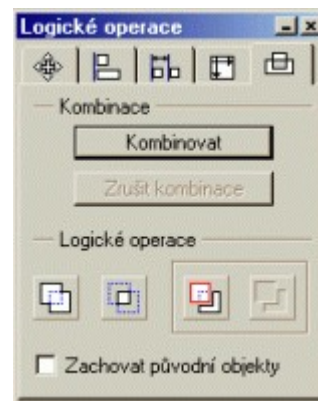 Logické operace
Kombinace
Kombinovat
Zrušit kombinace
Logické operace
Zachovat původní objekty